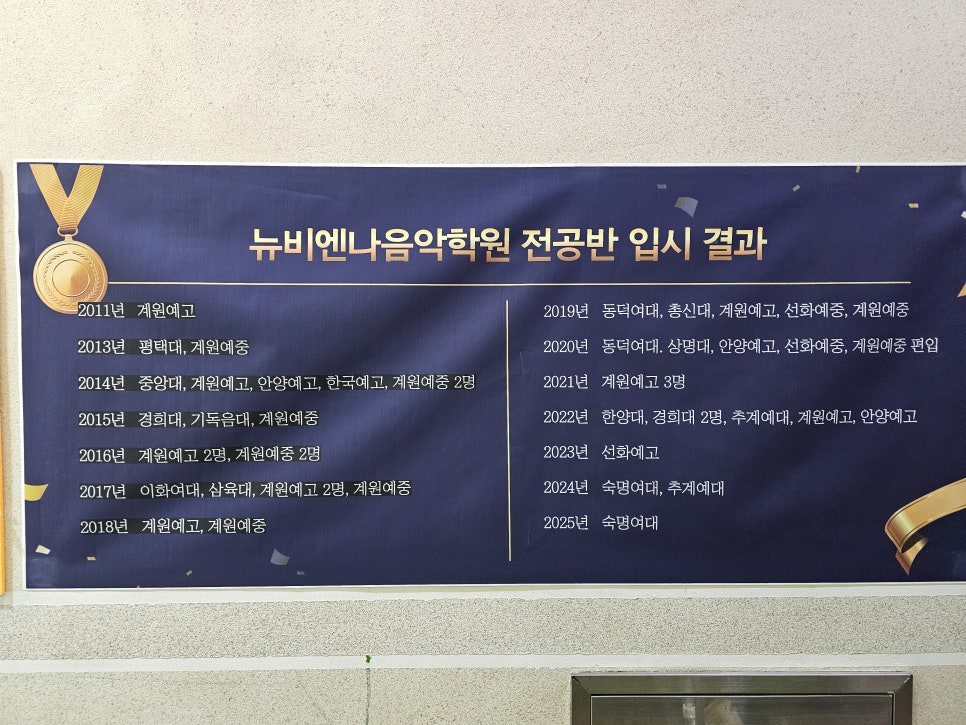 뉴비엔나음악학원 전공반 입시 결과
2011년 계원예고
2013년 평택대, 계원예중
2014년 중앙대, 계원예고, 안양예고, 한국예고, 계원예중 2명
2015년 경희대, 기독음대, 계원예중
2016년 계원예고 2명, 계원예중 2명
2017년 이화여대, 삼육대, 계원예고 2명, 계원예중
2018년 계원예고, 계원예중
2019년 동덕여대, 총신대, 계원예고, 선화예중, 계원예중
2020년 동덕여대. 상명대, 안양예고, 선화예중, 계원예중 편입
2021년 계원예고 3명
2022년 한양대, 경희대 2명, 추계예대, 계원예고, 안양예고
2023년 선화예고
2024년 숙명여대, 추계예대
2025년 숙명여대